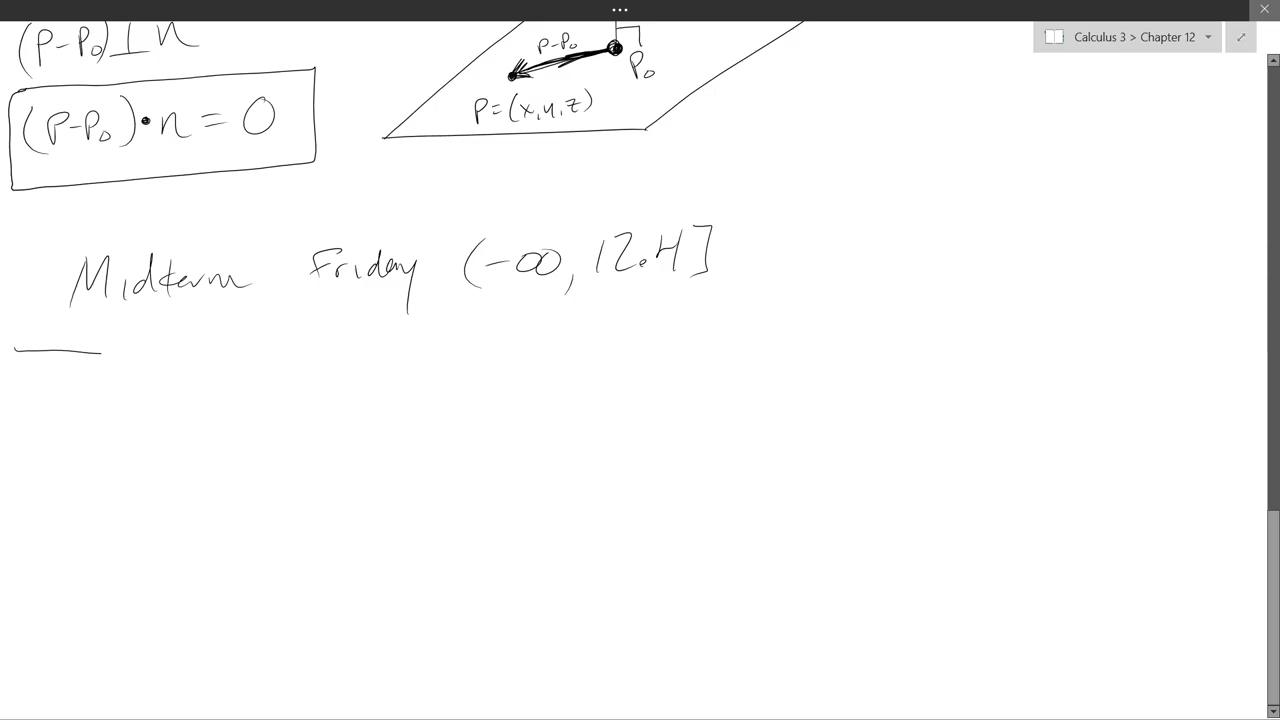 Calculus 3 > Chapter 12
(P-P₀)⊥n
P-P₀
P₀
P=(x,y,z)
(P-P₀)•n=0
Midterm Friday (-∞, 12.4]